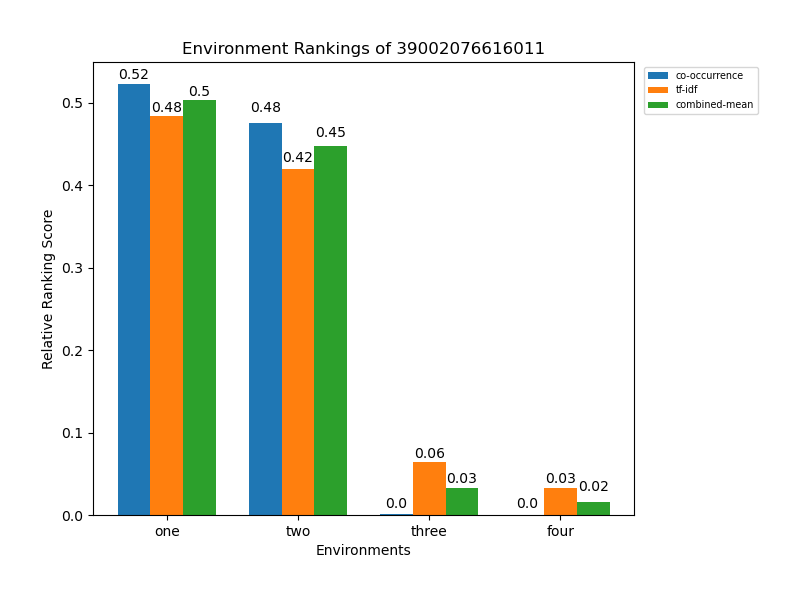 Environment Rankings of 39002076616011
co-occurrence
tf-idf
combined-mean
Relative Ranking Score
0.5
0.4
0.3
0.2
0.1
0.0
0.52
0.48
0.5
0.48
0.42
0.45
0.0
0.06
0.03
0.0
0.03
0.02
one
two
three
four
Environments